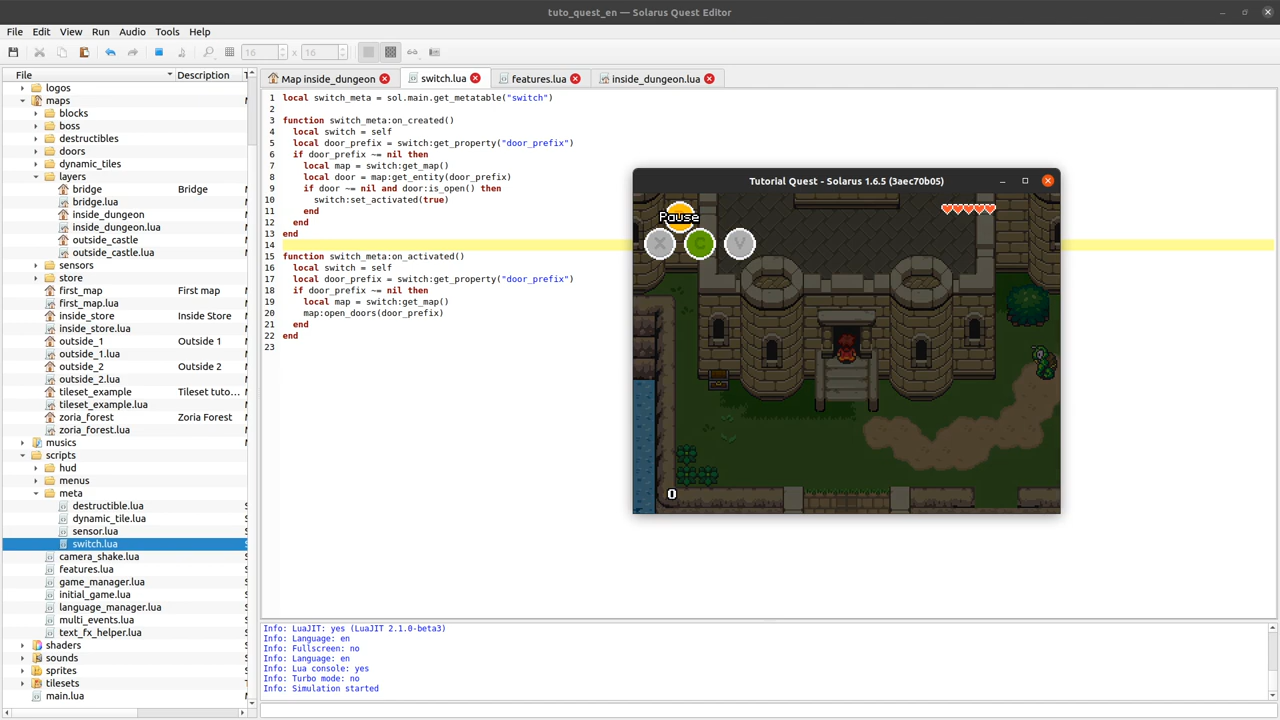 tuto_quest_en — Solarus Quest Editor
File Edit View Run Audio Tools Help
16 x 16
File Description T
logos
maps
blocks
boss
destructibles
doors
dynamic_tiles
layers
bridge Bridge
bridge.lua
inside_dungeon
inside_dungeon.lua
outside_castle
outside_castle.lua
sensors
store
first_map First map
first_map.lua
inside_store Inside Store
inside_store.lua
outside_1 Outside 1
outside_1.lua
outside_2 Outside 2
outside_2.lua
tileset_example Tileset tuto...
tileset_example.lua
zoria_forest Zoria Forest
zoria_forest.lua
musics
scripts
hud
menus
meta
destructible.lua
dynamic_tile.lua
sensor.lua
switch.lua
camera_shake.lua
features.lua
game_manager.lua
initial_game.lua
language_manager.lua
multi_events.lua
text_fx_helper.lua
shaders
sounds
sprites
tilesets
main.lua
Map inside_dungeon switch.lua features.lua inside_dungeon.lua
1 local switch_meta = sol.main.get_metatable("switch")
2
3 function switch_meta:on_created()
4 local switch = self
5 local door_prefix = switch:get_property("door_prefix")
6 if door_prefix ~= nil then
7 local map = switch:get_map()
8 local door = map:get_entity(door_prefix)
9 if door ~= nil and door:is_open() then
10 switch:set_activated(true)
11 end
12 end
13 end
14
15 function switch_meta:on_activated()
16 local switch = self
17 local door_prefix = switch:get_property("door_prefix")
18 if door_prefix ~= nil then
19 local map = switch:get_map()
20 map:open_doors(door_prefix)
21 end
22 end
23
Tutorial Quest - Solarus 1.6.5 (3aec70b05)
Pause
X C V
0
Info: LuaJIT: yes (LuaJIT 2.1.0-beta3)
Info: Language: en
Info: Fullscreen: no
Info: Language: en
Info: Lua console: yes
Info: Turbo mode: no
Info: Simulation started